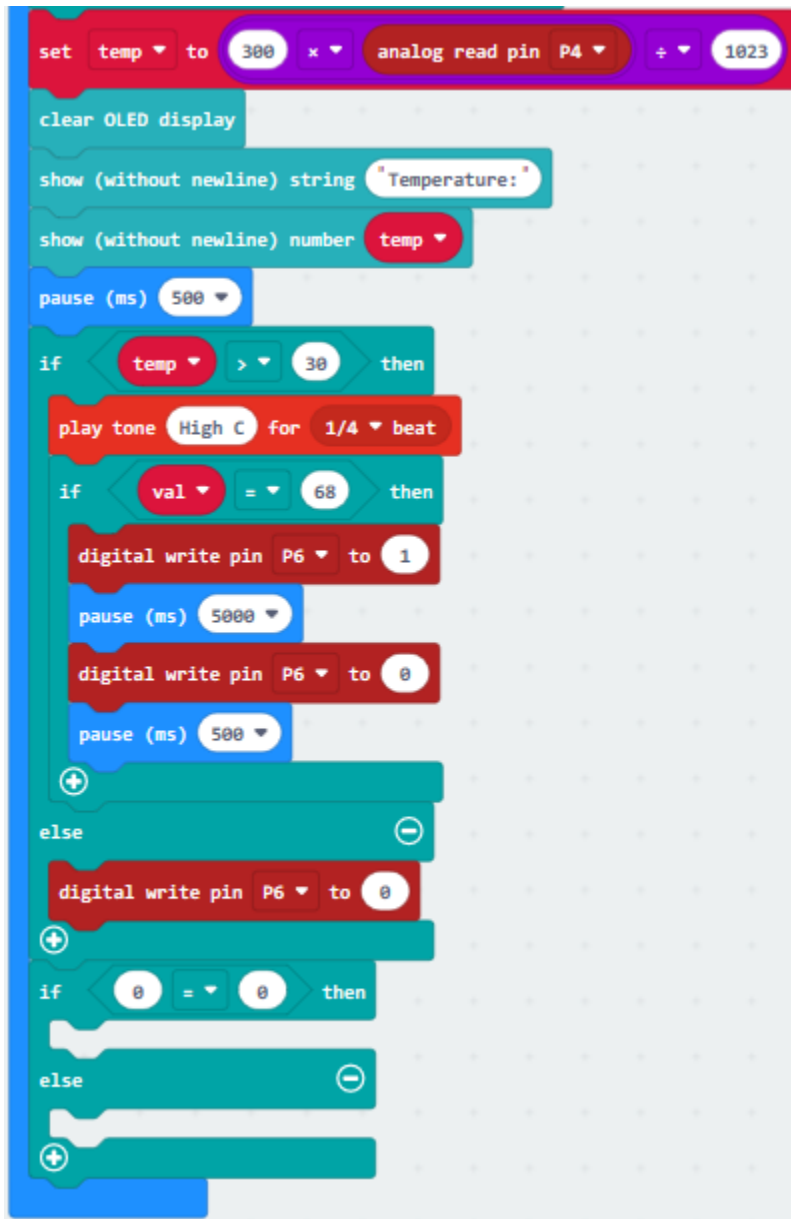 set temp to 300 × analog read pin P4 ÷ 1023
clear OLED display
show (without newline) string "Temperature:"
show (without newline) number temp
pause (ms) 500
if temp > 30 then
play tone High C for 1/4 beat
if val = 68 then
digital write pin P6 to 1
pause (ms) 5000
digital write pin P6 to 0
pause (ms) 500
else
digital write pin P6 to 0
if 0 = 0 then
else